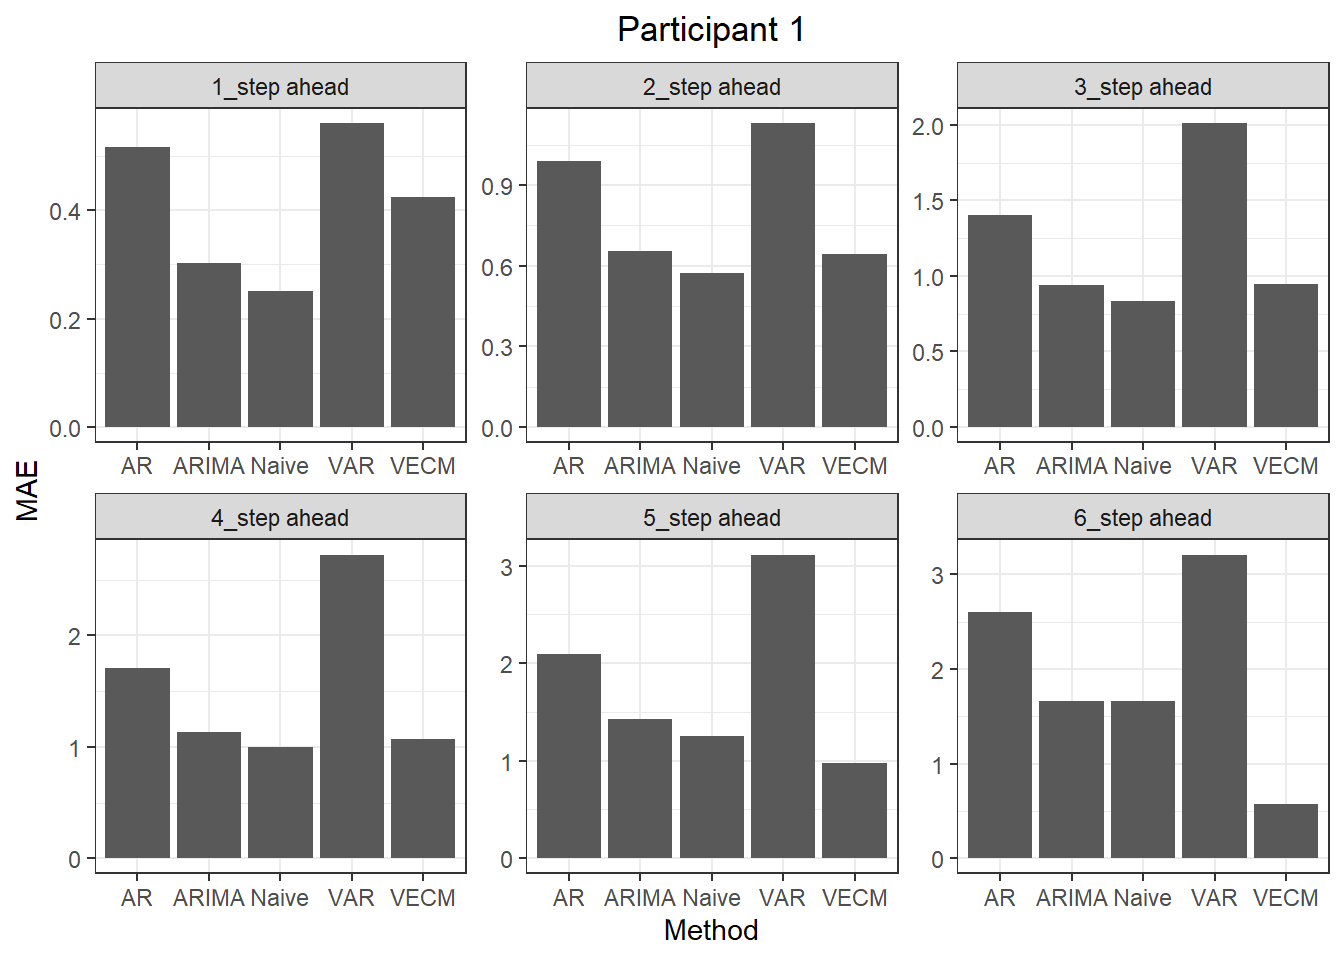 Participant 1
1_step ahead
2_step ahead
3_step ahead
0.4
0.2
0.0
0.9
0.6
0.3
0.0
2.0
1.5
1.0
0.5
0.0
AR ARIMA Naive VAR VECM
AR ARIMA Naive VAR VECM
AR ARIMA Naive VAR VECM
MAE
4_step ahead
5_step ahead
6_step ahead
2
1
0
3
2
1
0
3
2
1
0
AR ARIMA Naive VAR VECM
AR ARIMA Naive VAR VECM
AR ARIMA Naive VAR VECM
Method